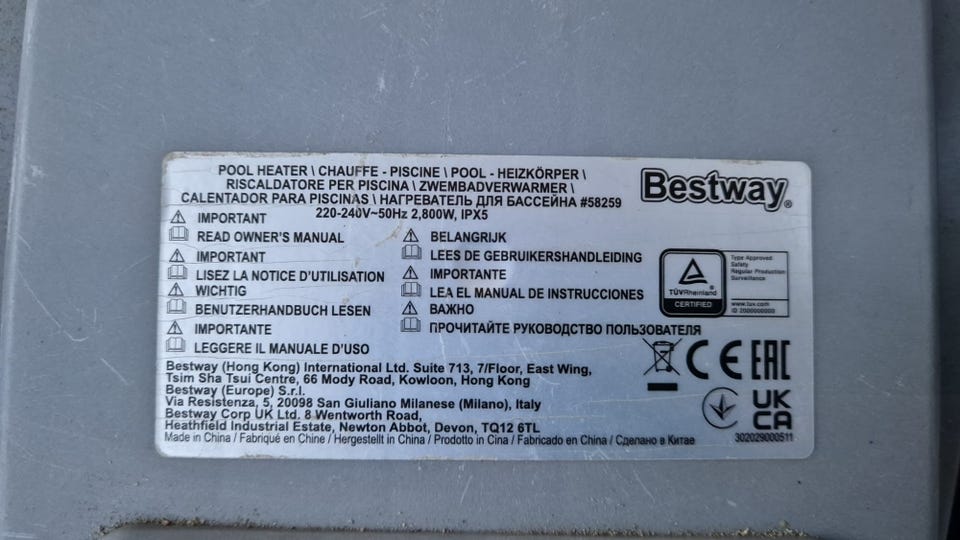 POOL HEATER \ CHAUFFE - PISCINE \ POOL - HEIZKÖRPER \
RISCALDATORE PER PISCINA \ ZWEMBADVERWARMER \
CALENTADOR PARA PISCINAS \ НАГРЕВАТЕЛЬ ДЛЯ БАССЕЙНА #58259
220-240V~50Hz 2,800W, IPX5
Bestway®
IMPORTANT
READ OWNER'S MANUAL
IMPORTANT
LISEZ LA NOTICE D'UTILISATION
WICHTIG
BENUTZERHANDBUCH LESEN
IMPORTANTE
LEGGERE IL MANUALE D'USO
BELANGRIJK
LEES DE GEBRUIKERSHANDLEIDING
IMPORTANTE
LEA EL MANUAL DE INSTRUCCIONES
ВАЖНО
ПРОЧИТАЙТЕ РУКОВОДСТВО ПОЛЬЗОВАТЕЛЯ
TÜVRheinland®
CERTIFIED
Type Approved
Safety
Regular Production
Surveillance
www.tuv.com
ID 2000000000
Bestway (Hong Kong) International Ltd. Suite 713, 7/Floor, East Wing,
Tsim Sha Tsui Centre, 66 Mody Road, Kowloon, Hong Kong
Bestway (Europe) S.r.l.
Via Resistenza, 5, 20098 San Giuliano Milanese (Milano), Italy
Bestway Corp UK Ltd. 8 Wentworth Road,
Heathfield Industrial Estate, Newton Abbot, Devon, TQ12 6TL
Made in China / Fabriqué en Chine / Hergestellt in China / Prodotto in Cina / Fabricado en China / Сделано в Китае
CE EAC
UK
CA
302029000511